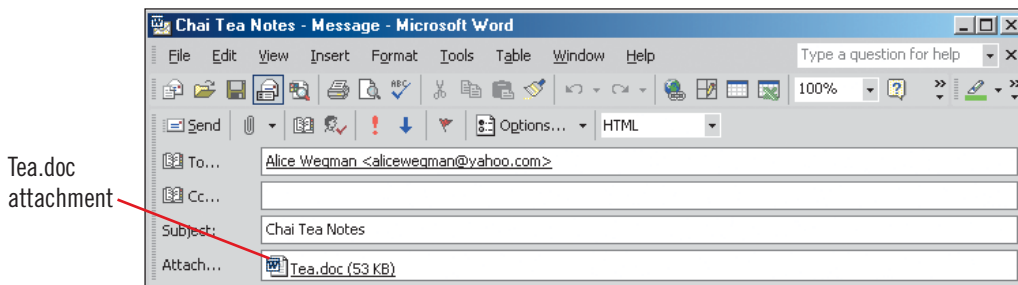 Chai Tea Notes - Message - Microsoft Word
File Edit View Insert Format Tools Table Window Help Type a question for help
ABC 100%
Send Options... HTML
To... Alice Wegman <alicewegman@yahoo.com>
Cc...
Subject: Chai Tea Notes
Attach... Tea.doc (53 KB)
Tea.doc
attachment